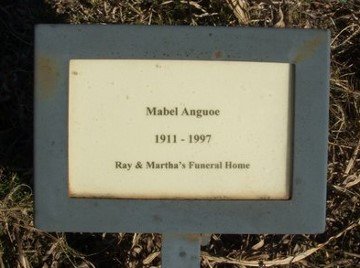 Mabel Anguoe
1911 - 1997
Ray & Martha's Funeral Home